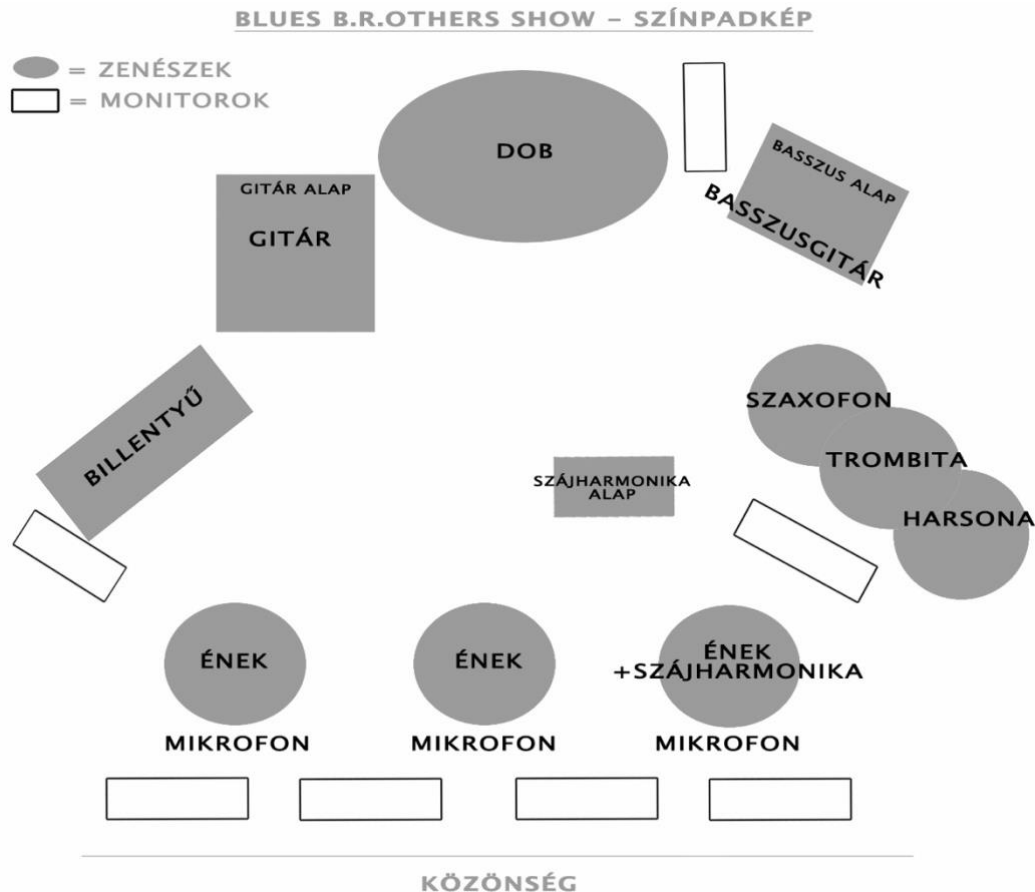 BLUES B.R.OTHERS SHOW – SZÍNPADKÉP
= ZENÉSZEK
= MONITOROK
DOB
GITÁR ALAP
GITÁR
BASSZUS ALAP
BASSZUSGITÁR
BILLENTYŰ
SZAXOFON
TROMBITA
HARSONA
SZÁJHARMONIKA
ALAP
ÉNEK
ÉNEK
ÉNEK
+SZÁJHARMONIKA
MIKROFON
MIKROFON
MIKROFON
KÖZÖNSÉG